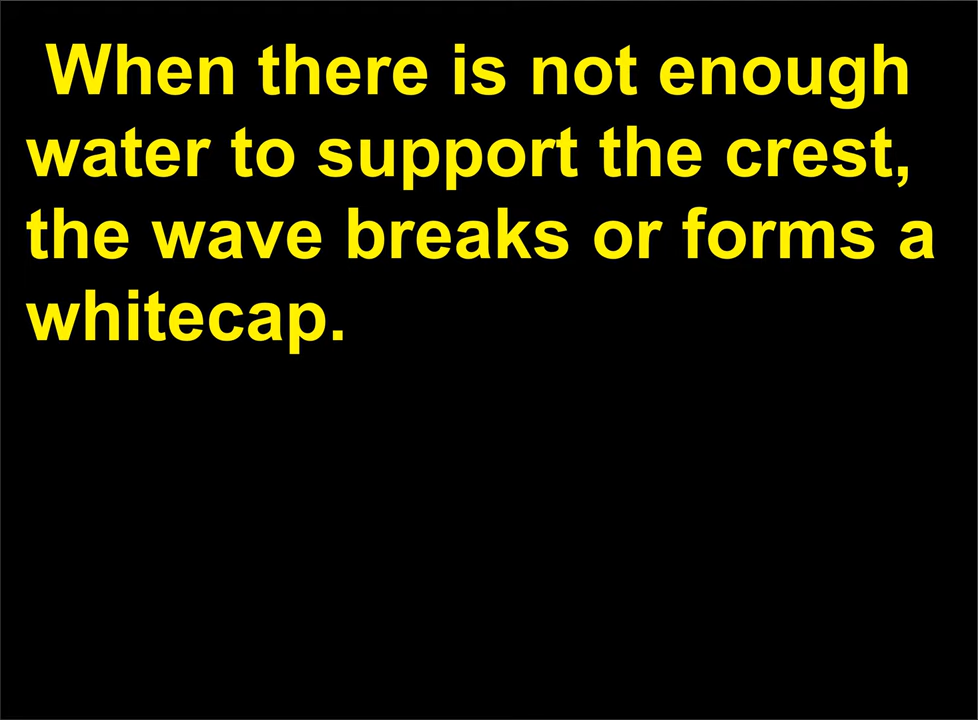 When there is not enough
water to support the crest,
the wave breaks or forms a
whitecap.